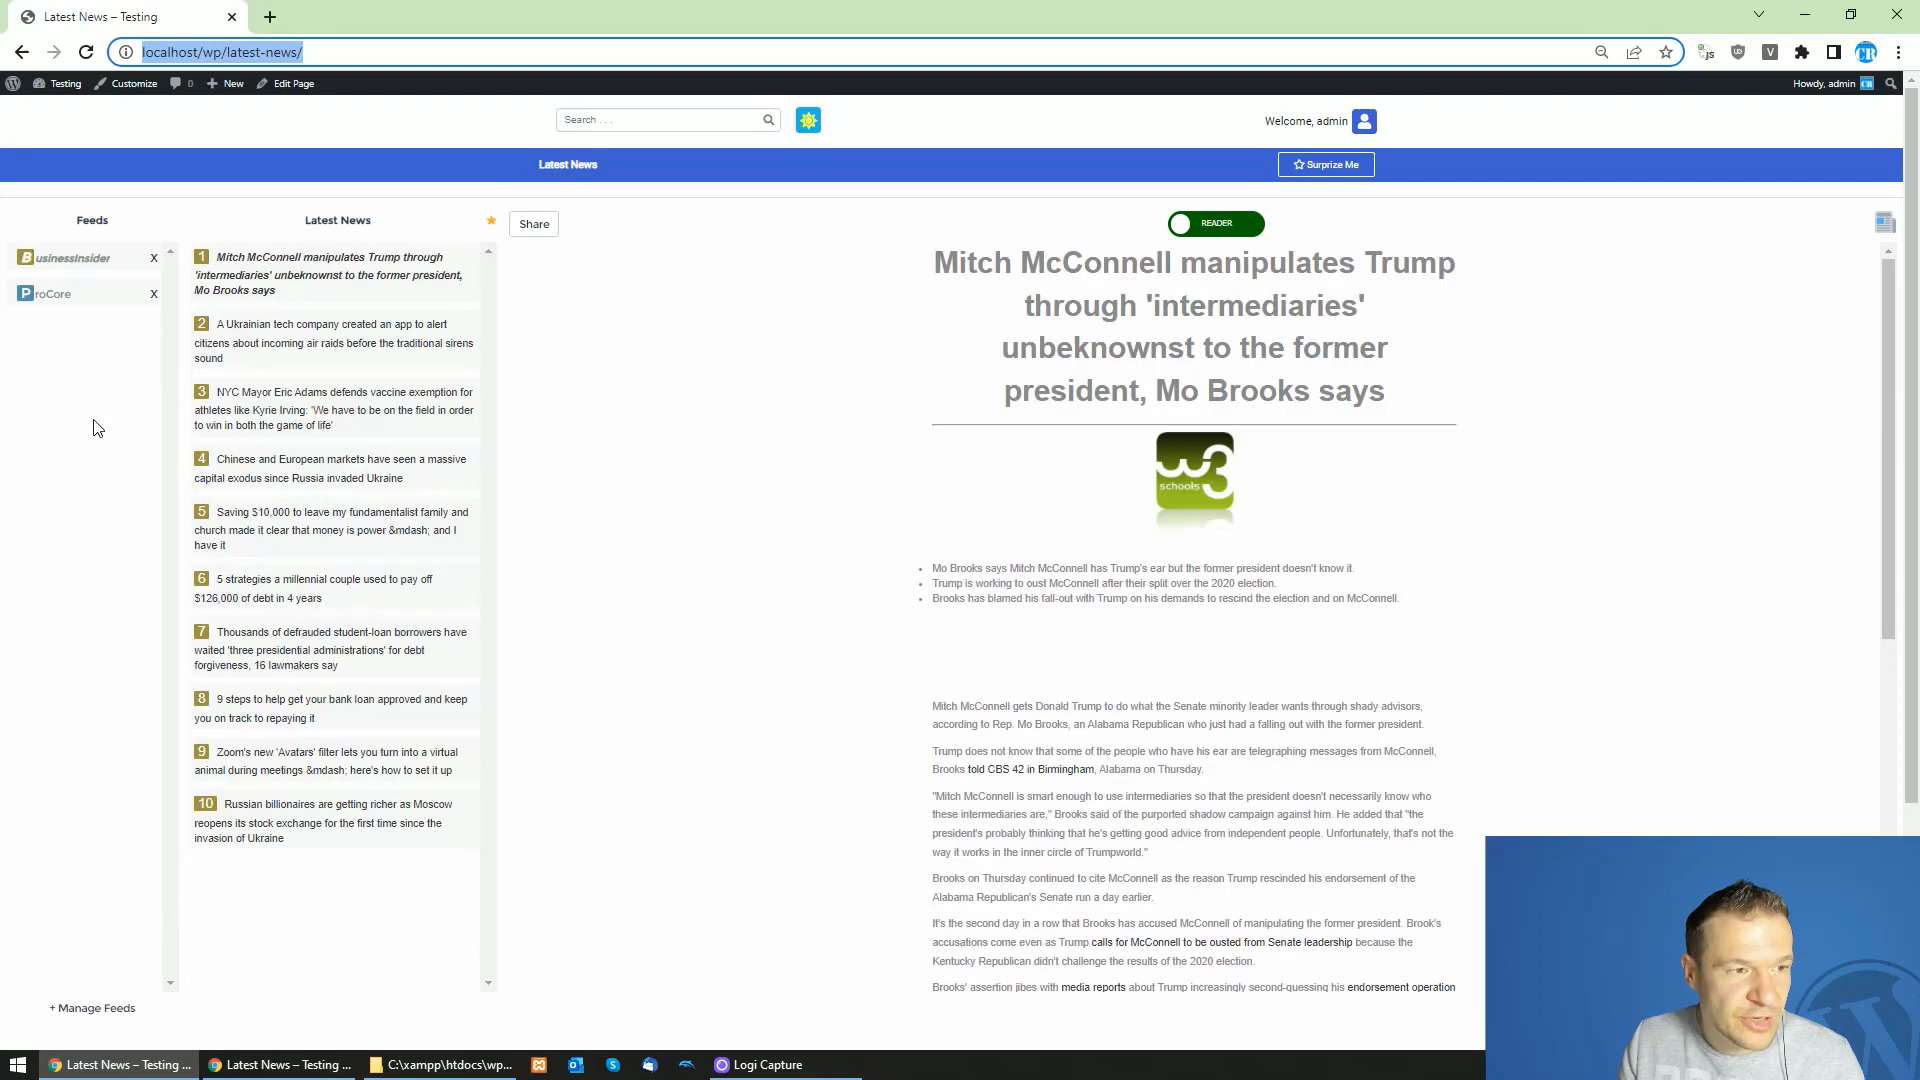 Latest News – Testing
localhost/wp/latest-news/
JS
V
CR
Testing
Customize
0
New
Edit Page
Howdy, admin
Search . . .
Welcome, admin
Latest News
Surprize Me
Feeds
BusinessInsider X
ProCore X
+ Manage Feeds
Latest News
1 Mitch McConnell manipulates Trump through
'intermediaries' unbeknownst to the former president,
Mo Brooks says
2 A Ukrainian tech company created an app to alert
citizens about incoming air raids before the traditional sirens
sound
3 NYC Mayor Eric Adams defends vaccine exemption for
athletes like Kyrie Irving: 'We have to be on the field in order
to win in both the game of life'
4 Chinese and European markets have seen a massive
capital exodus since Russia invaded Ukraine
5 Saving $10,000 to leave my fundamentalist family and
church made it clear that money is power &mdash; and I
have it
6 5 strategies a millennial couple used to pay off
$126,000 of debt in 4 years
7 Thousands of defrauded student-loan borrowers have
waited 'three presidential administrations' for debt
forgiveness, 16 lawmakers say
8 9 steps to help get your bank loan approved and keep
you on track to repaying it
9 Zoom's new 'Avatars' filter lets you turn into a virtual
animal during meetings &mdash; here's how to set it up
10 Russian billionaires are getting richer as Moscow
reopens its stock exchange for the first time since the
invasion of Ukraine
Share
READER
Mitch McConnell manipulates Trump
through 'intermediaries'
unbeknownst to the former
president, Mo Brooks says
w3
schools
Mo Brooks says Mitch McConnell has Trump's ear but the former president doesn't know it.
Trump is working to oust McConnell after their split over the 2020 election.
Brooks has blamed his fall-out with Trump on his demands to rescind the election and on McConnell.
Mitch McConnell gets Donald Trump to do what the Senate minority leader wants through shady advisors,
according to Rep. Mo Brooks, an Alabama Republican who just had a falling out with the former president.
Trump does not know that some of the people who have his ear are telegraphing messages from McConnell,
Brooks told CBS 42 in Birmingham, Alabama on Thursday.
"Mitch McConnell is smart enough to use intermediaries so that the president doesn't necessarily know who
these intermediaries are," Brooks said of the purported shadow campaign against him. He added that "the
president's probably thinking that he's getting good advice from independent people. Unfortunately, that's not the
way it works in the inner circle of Trumpworld."
Brooks on Thursday continued to cite McConnell as the reason Trump rescinded his endorsement of the
Alabama Republican's Senate run a day earlier.
It's the second day in a row that Brooks has accused McConnell of manipulating the former president. Brook's
accusations come even as Trump calls for McConnell to be ousted from Senate leadership because the
Kentucky Republican didn't challenge the results of the 2020 election.
Brooks' assertion jibes with media reports about Trump increasingly second-guessing his endorsement operation
Latest News – Testing ...
Latest News – Testing ...
C:\xampp\htdocs\wp...
Logi Capture